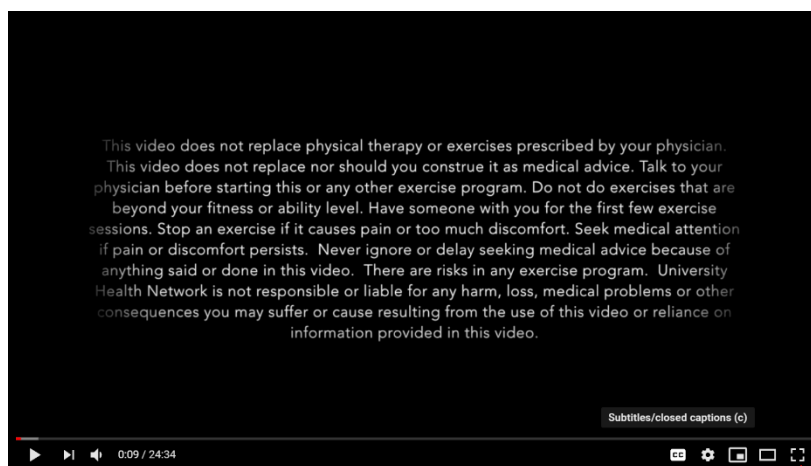 This video does not replace physical therapy or exercises prescribed by your physician.
This video does not replace nor should you construe it as medical advice. Talk to your
physician before starting this or any other exercise program. Do not do exercises that are
beyond your fitness or ability level. Have someone with you for the first few exercise
sessions. Stop an exercise if it causes pain or too much discomfort. Seek medical attention
if pain or discomfort persists.  Never ignore or delay seeking medical advice because of
anything said or done in this video.  There are risks in any exercise program.  University
Health Network is not responsible or liable for any harm, loss, medical problems or other
consequences you may suffer or cause resulting from the use of this video or reliance on
information provided in this video.
Subtitles/closed captions (c)
0:09 / 24:34
CC